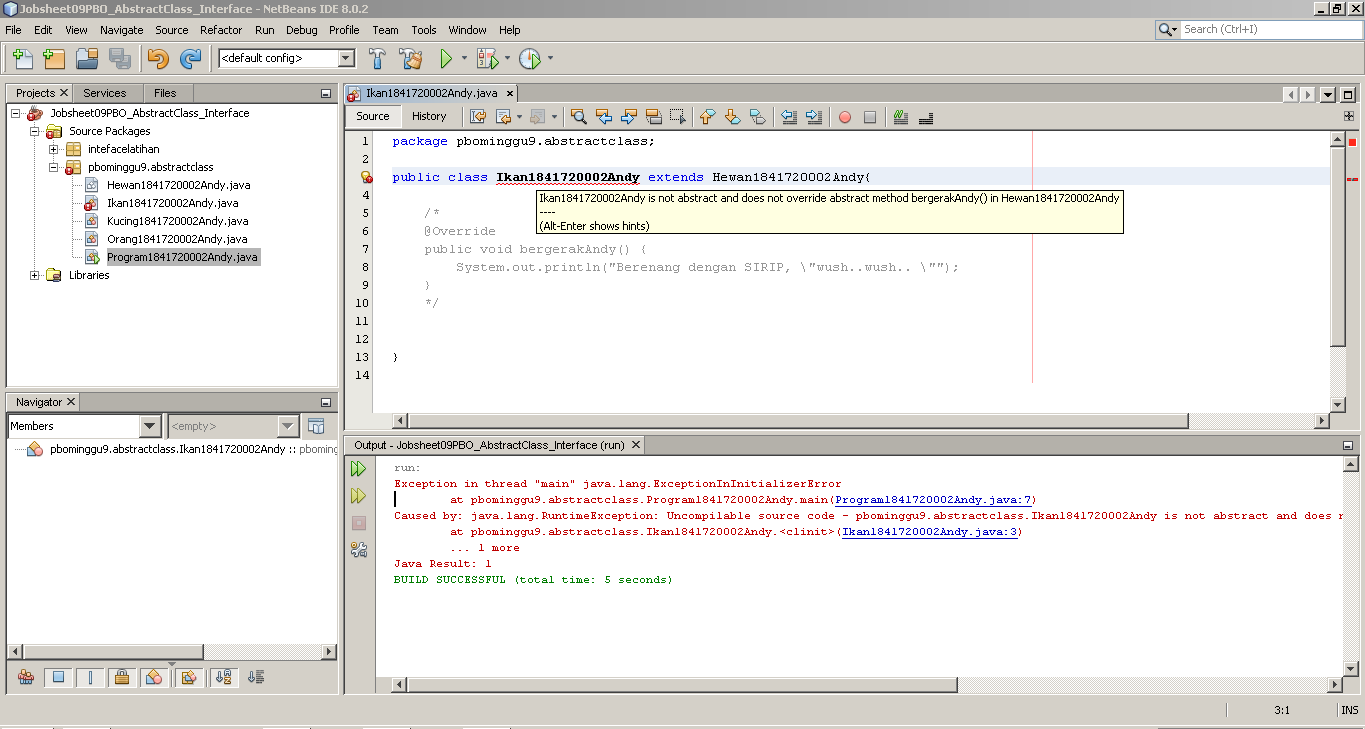 Jobsheet09PBO_AbstractClass_Interface - NetBeans IDE 8.0.2
File Edit View Navigate Source Refactor Run Debug Profile Team Tools Window Help
Search (Ctrl+I)
<default config>
Projects Services Files
Jobsheet09PBO_AbstractClass_Interface
Source Packages
intefacelatihan
pbominggu9.abstractclass
Hewan1841720002Andy.java
Ikan1841720002Andy.java
Kucing1841720002Andy.java
Orang1841720002Andy.java
Program1841720002Andy.java
Libraries
Navigator
Members <empty>
pbominggu9.abstractclass.Ikan1841720002Andy :: pboming
Ikan1841720002Andy.java
Source History
1 package pbominggu9.abstractclass;
2
public class Ikan1841720002Andy extends Hewan1841720002Andy{
Ikan1841720002Andy is not abstract and does not override abstract method bergerakAndy() in Hewan1841720002Andy
----
(Alt-Enter shows hints)
4
5 /*
6 @Override
7 public void bergerakAndy() {
8 System.out.println("Berenang dengan SIRIP, \"wush..wush.. \"");
9 }
10 */
11
12
13 }
14
Output - Jobsheet09PBO_AbstractClass_Interface (run)
run:
Exception in thread "main" java.lang.ExceptionInInitializerError
at pbominggu9.abstractclass.Program1841720002Andy.main(Program1841720002Andy.java:7)
Caused by: java.lang.RuntimeException: Uncompilable source code - pbominggu9.abstractclass.Ikan1841720002Andy is not abstract and does
at pbominggu9.abstractclass.Ikan1841720002Andy.<clinit>(Ikan1841720002Andy.java:3)
... 1 more
Java Result: 1
BUILD SUCCESSFUL (total time: 5 seconds)
3:1 INS